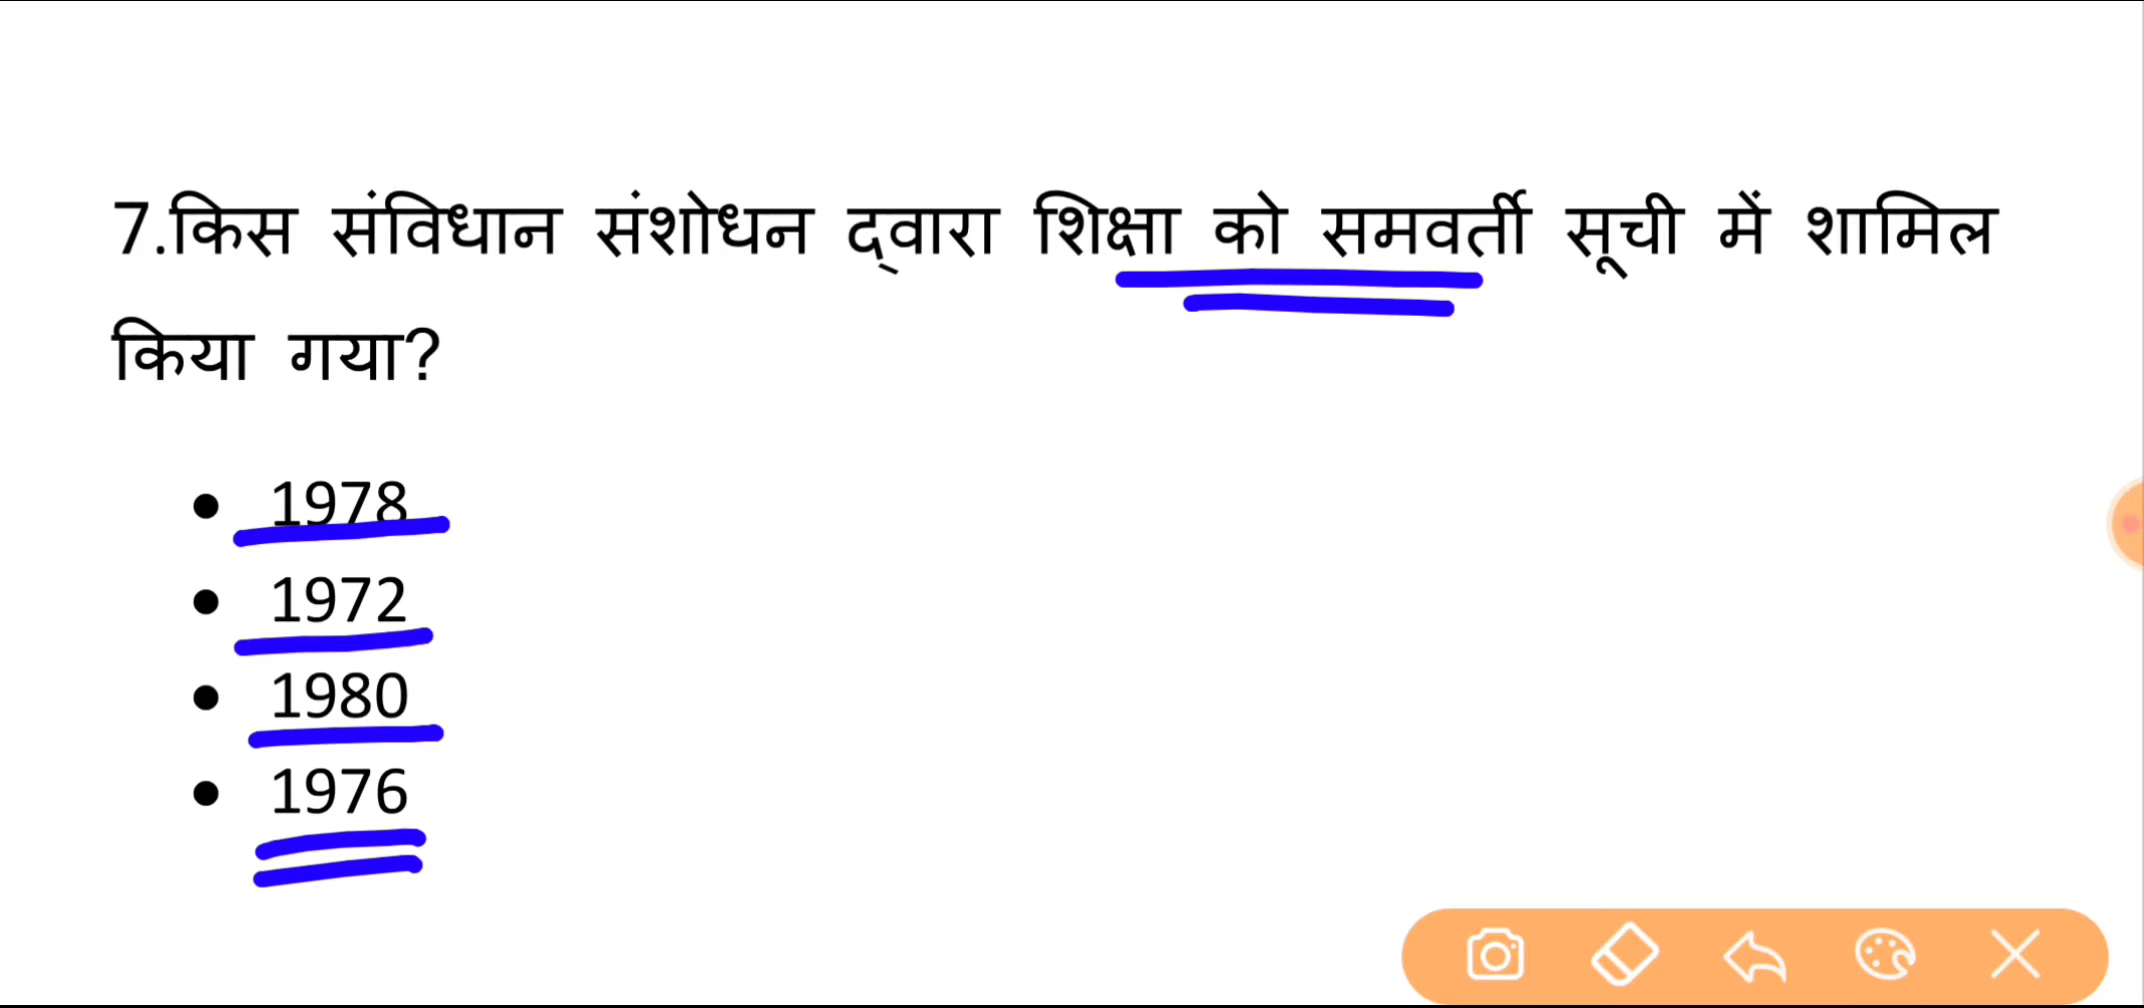 7.किस संविधान संशोधन द्वारा शिक्षा को समवर्ती सूची में शामिल
किया गया?
• 1978
• 1972
• 1980
• 1976